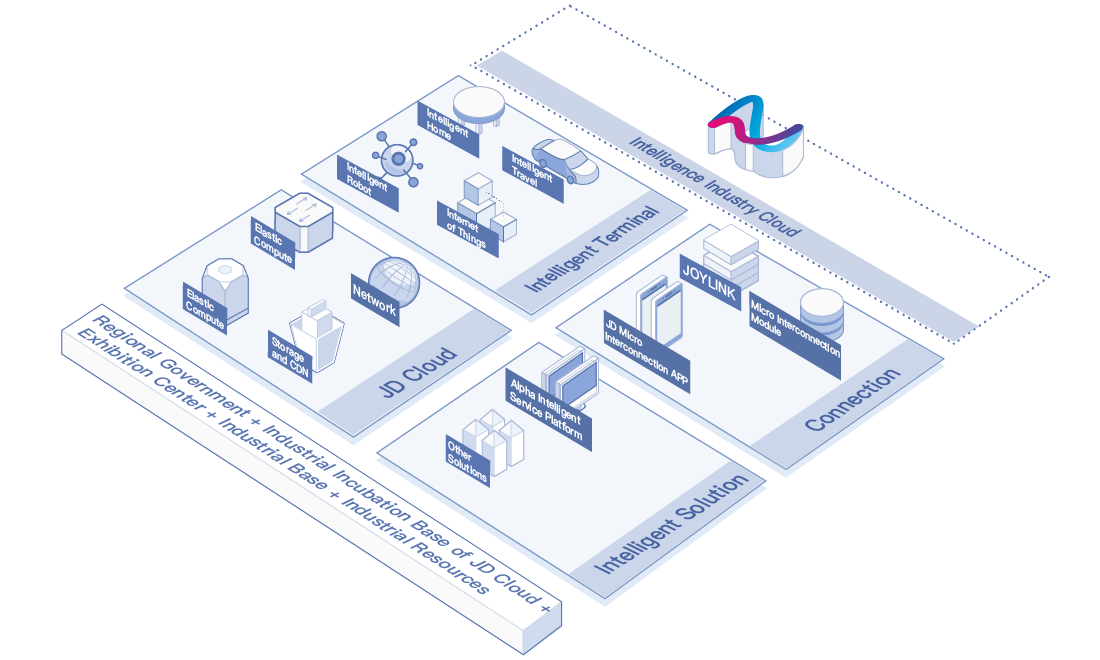 Intelligence Industry Cloud
Intelligent
Home
Intelligent
Travel
Intelligent
Robot
Internet
of Things
Intelligent Terminal
Elastic
Compute
Elastic
Compute
Network
Storage
and CDN
JD Cloud
JOYLINK
Micro Interconnection
Module
JD Micro
Interconnection APP
Connection
Alpha Intelligent
Service Platform
Other
Solutions
Intelligent Solution
Regional Government + Industrial Incubation Base of JD Cloud +
Exhibition Center + Industrial Base + Industrial Resources